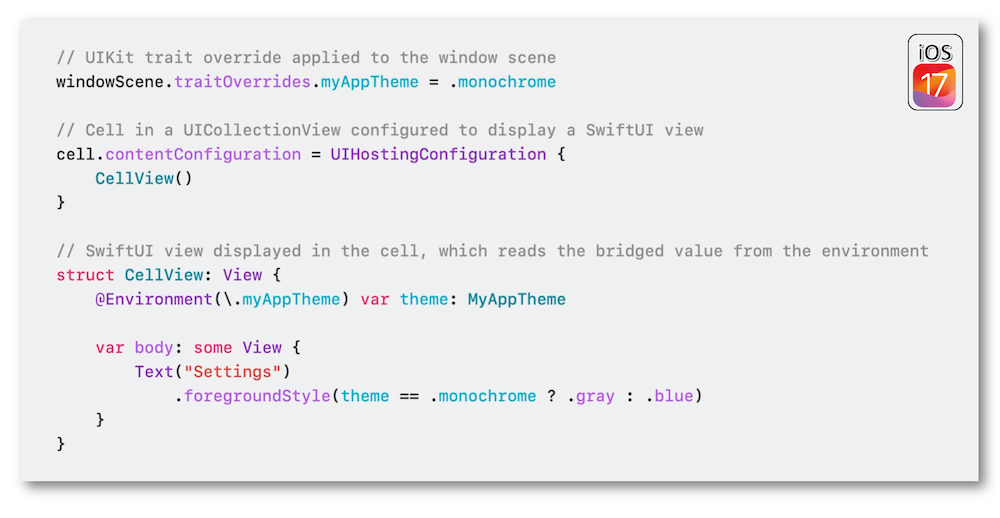 // UIKit trait override applied to the window scene
windowScene.traitOverrides.myAppTheme = .monochrome
iOS
17
// Cell in a UICollectionView configured to display a SwiftUI view
cell.contentConfiguration = UIHostingConfiguration {
    CellView()
}
// SwiftUI view displayed in the cell, which reads the bridged value from the environment
struct CellView: View {
    @Environment(\.myAppTheme) var theme: MyAppTheme
    var body: some View {
        Text("Settings")
            .foregroundStyle(theme == .monochrome ? .gray : .blue)
    }
}